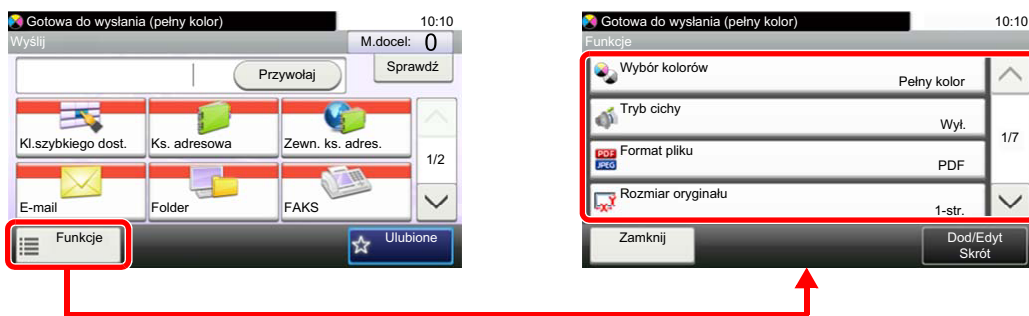 Gotowa do wysłania (pełny kolor)
10:10
Wyślij
M.docel: 0
Przywołaj
Sprawdź
Kl.szybkiego dost.
Ks. adresowa
Zewn. ks. adres.
1/2
E-mail
Folder
FAKS
Funkcje
Ulubione
Gotowa do wysłania (pełny kolor)
10:10
Funkcje
Wybór kolorów
Pełny kolor
Tryb cichy
Wył.
1/7
PDF
JPEG
Format pliku
PDF
Rozmiar oryginału
1-str.
Zamknij
Dod/Edyt
Skrót